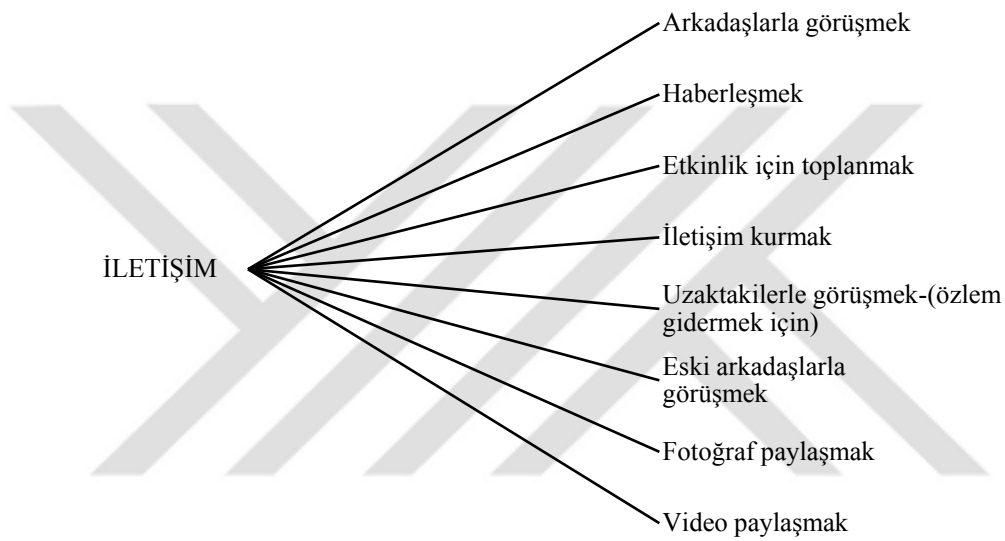 Arkadaşlarla görüşmek
Haberleşmek
Etkinlik için toplanmak
İletişim kurmak
İLETİŞİM
Uzaktakilerle görüşmek-(özlem
gidermek için)
Eski arkadaşlarla
görüşmek
Fotoğraf paylaşmak
Video paylaşmak